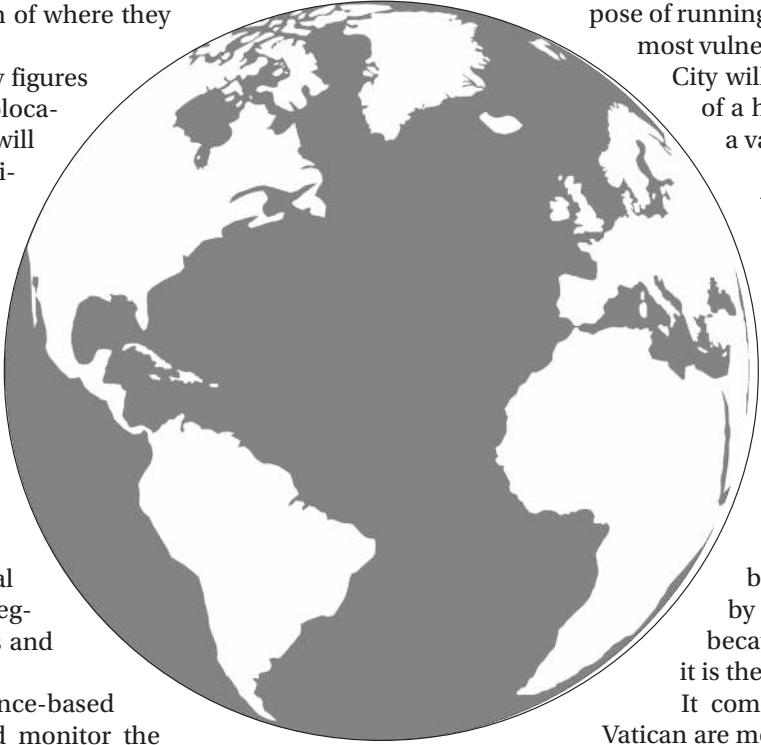 n of where they
figures
loca-
will
i-
al
eg-
s and
nce-based
d monitor the
pose of running
most vulne
City will
of a h
a va
b
by
becau
it is the
It com
Vatican are mo